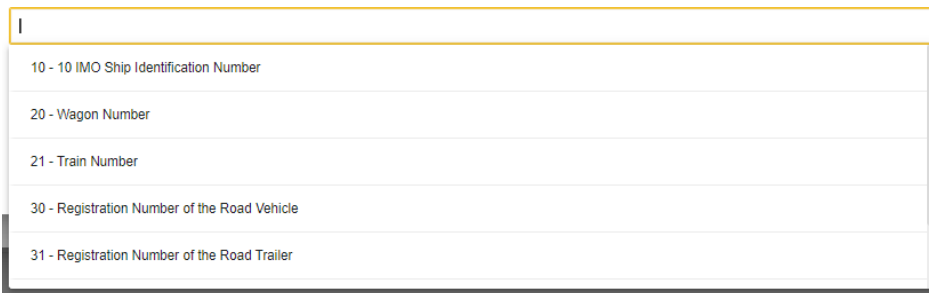 10 - 10 IMO Ship Identification Number
20 - Wagon Number
21 - Train Number
30 - Registration Number of the Road Vehicle
31 - Registration Number of the Road Trailer